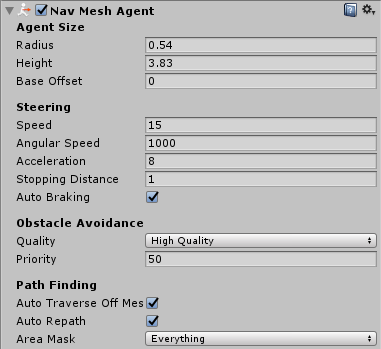 Nav Mesh Agent
Agent Size
Radius 0.54
Height 3.83
Base Offset 0
Steering
Speed 15
Angular Speed 1000
Acceleration 8
Stopping Distance 1
Auto Braking
Obstacle Avoidance
Quality High Quality
Priority 50
Path Finding
Auto Traverse Off Mes
Auto Repath
Area Mask Everything